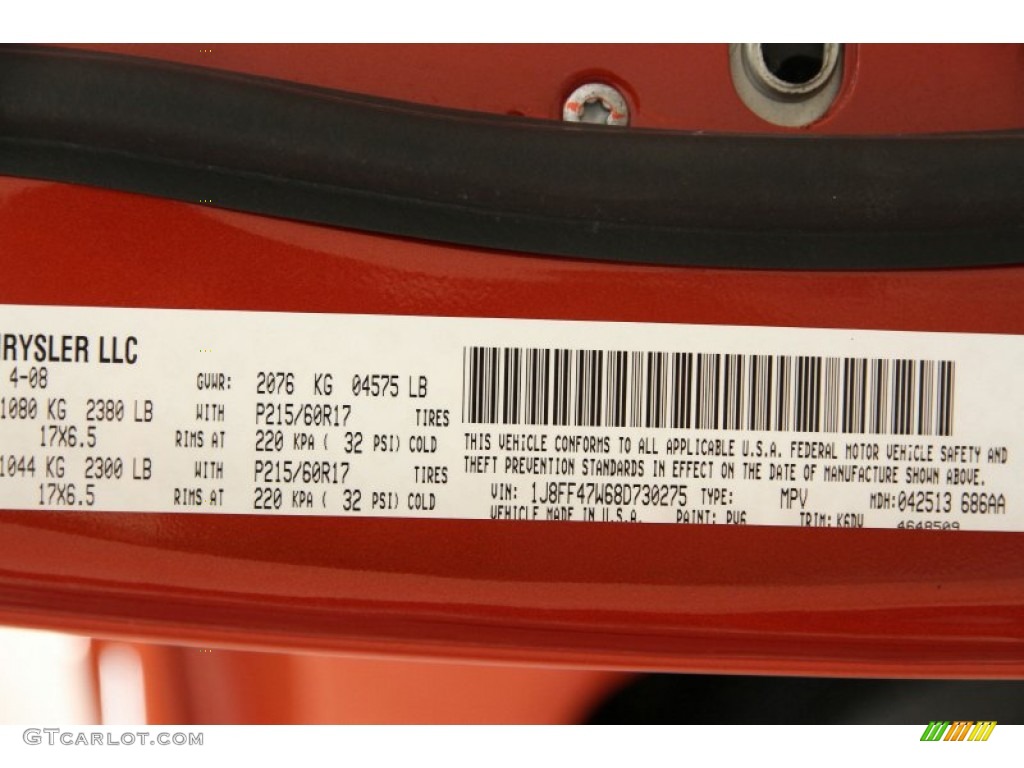 RYSLER LLC
4-08 GVWR: 2076 KG 04575 LB
1080 KG 2380 LB WITH P215/60R17 TIRES
17X6.5 RIMS AT 220 KPA ( 32 PSI) COLD
1044 KG 2300 LB WITH P215/60R17 TIRES
17X6.5 RIMS AT 220 KPA ( 32 PSI) COLD
THIS VEHICLE CONFORMS TO ALL APPLICABLE U.S.A. FEDERAL MOTOR VEHICLE SAFETY AND
THEFT PREVENTION STANDARDS IN EFFECT ON THE DATE OF MANUFACTURE SHOWN ABOVE.
VIN: 1J8FF47W68D730275 TYPE: MPV MDH:042513 686AA
VEHICLE MADE IN U.S.A. PAINT: PV6 TRIM: K6DV 4648509
GTCARLOT.COM